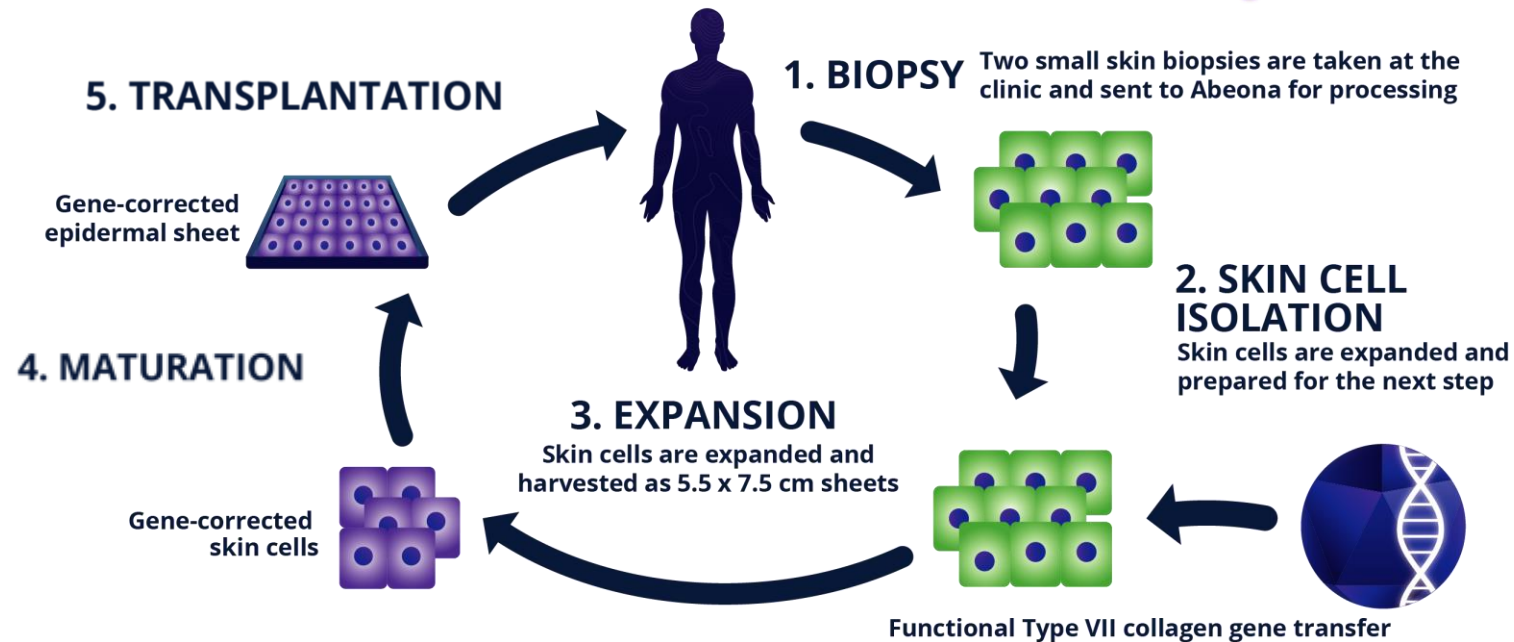 1. BIOPSY
Two small skin biopsies are taken at the
clinic and sent to Abeona for processing
2. SKIN CELL
ISOLATION
Skin cells are expanded and
prepared for the next step
Functional Type VII collagen gene transfer
3. EXPANSION
Skin cells are expanded and
harvested as 5.5 x 7.5 cm sheets
Gene-corrected
skin cells
4. MATURATION
Gene-corrected
epidermal sheet
5. TRANSPLANTATION